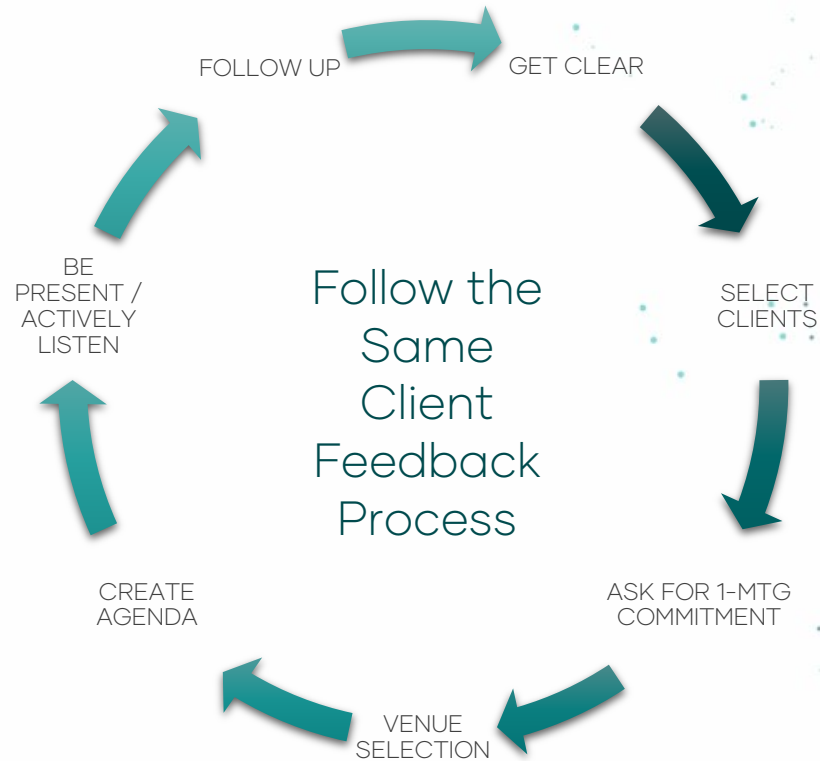 FOLLOW UP
GET CLEAR
SELECT
CLIENTS
ASK FOR 1-MTG
COMMITMENT
VENUE
SELECTION
CREATE
AGENDA
BE
PRESENT /
ACTIVELY
LISTEN
Follow the
Same
Client
Feedback
Process